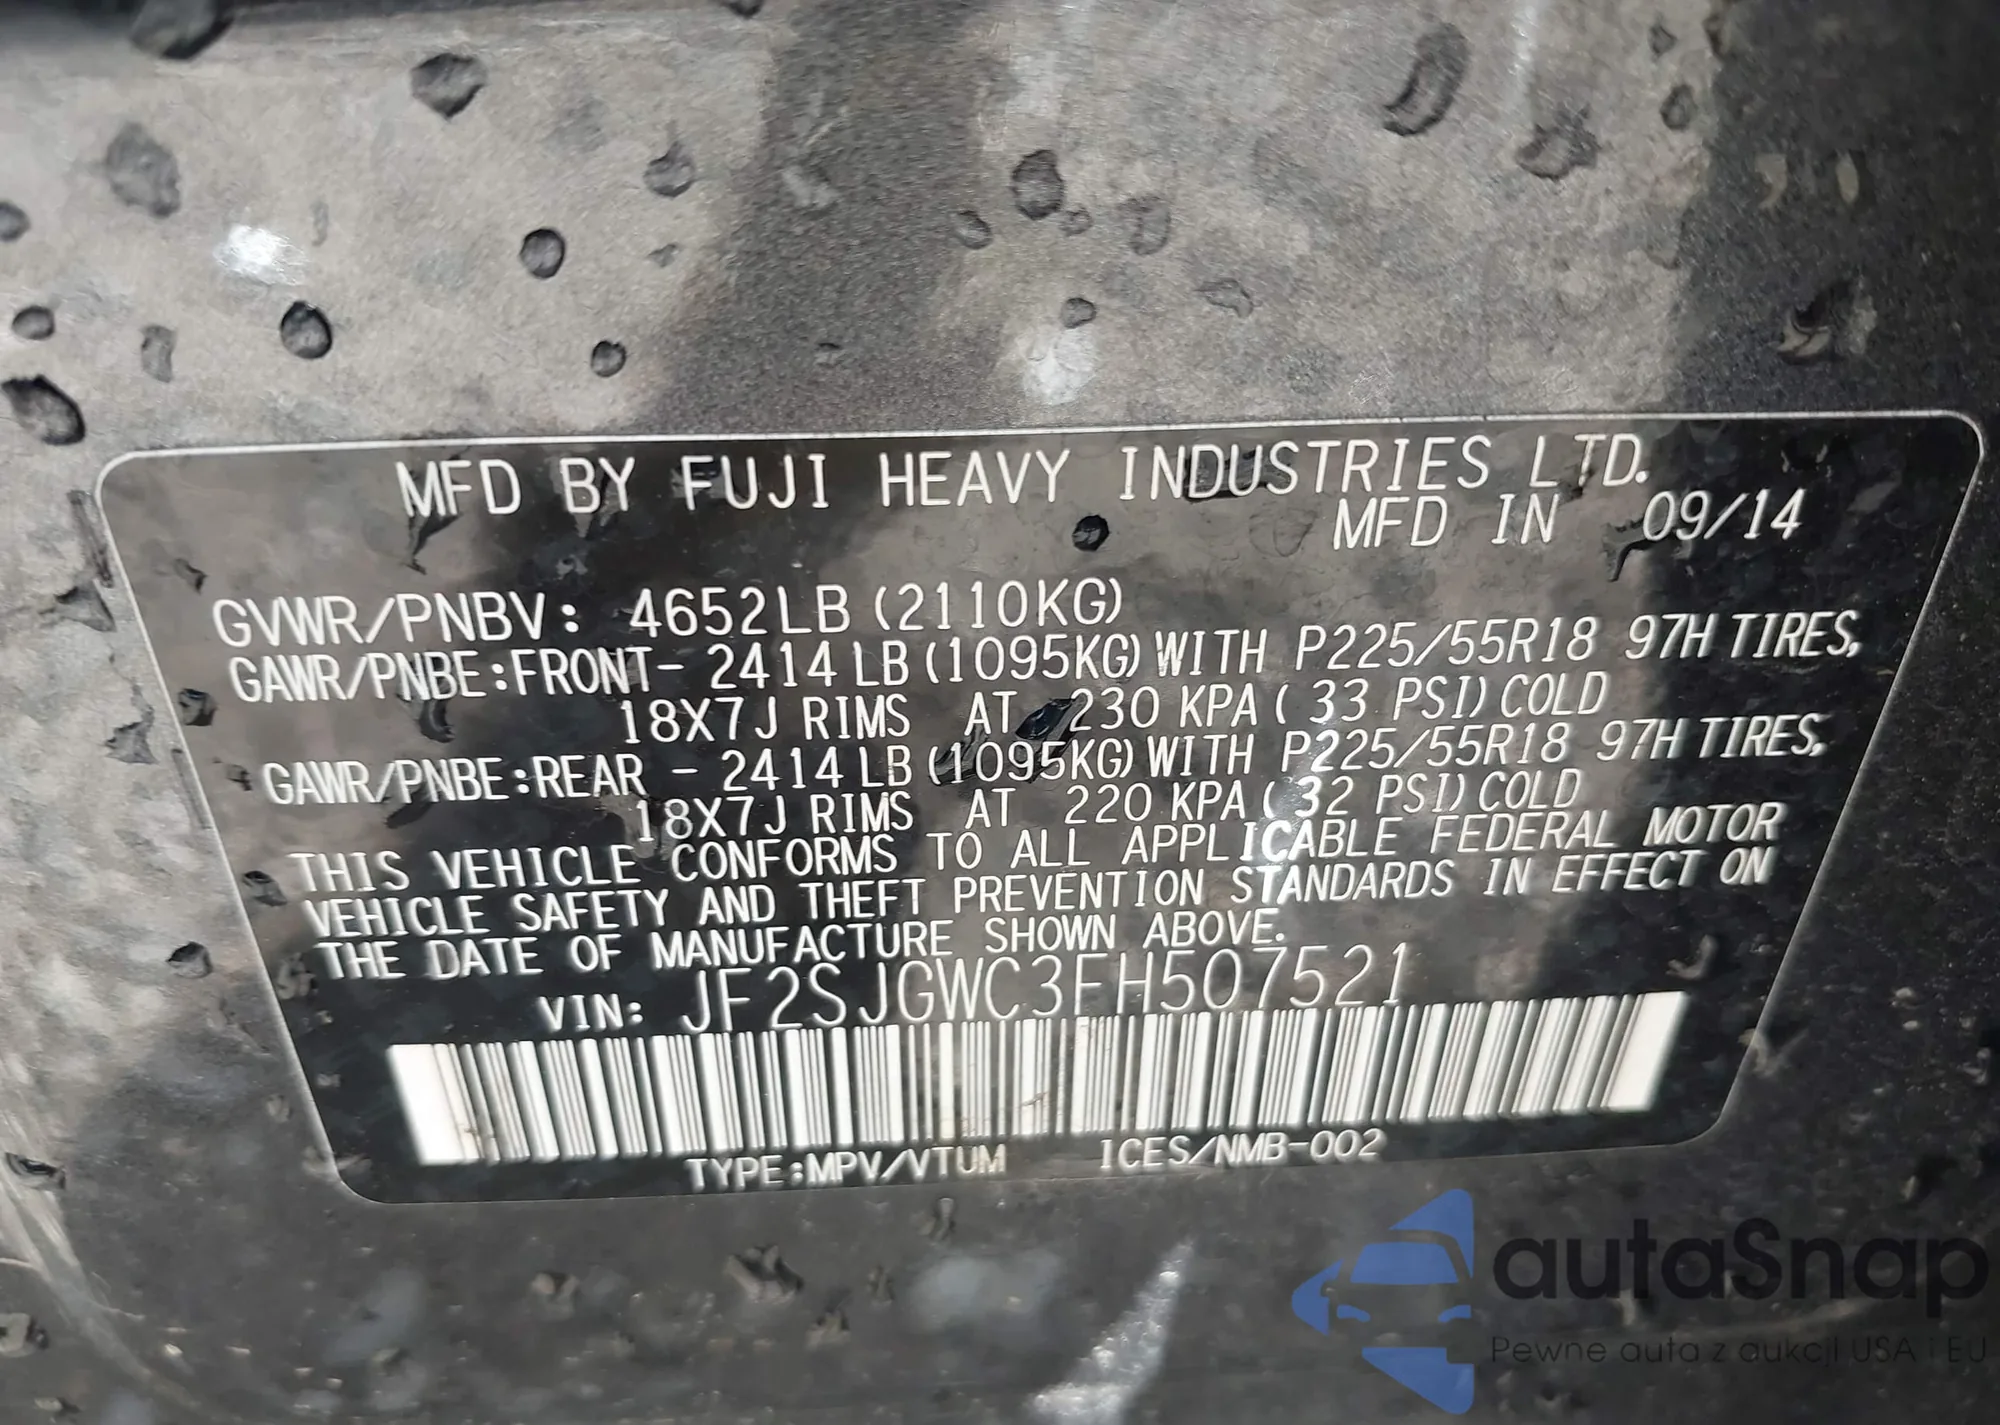 MFD BY FUJI HEAVY INDUSTRIES LTD.
MFD IN 09/14
GVWR/PNBV: 4652LB (2110KG)
GAWR/PNBE:FRONT- 2414LB(1095KG)WITH P225/55R18 97H TIRES,
18X7J RIMS AT 230 KPA( 33 PSI)COLD
GAWR/PNBE:REAR - 2414LB(1095KG)WITH P225/55R18 97H TIRES,
18X7J RIMS AT 220 KPA( 32 PSI)COLD
THIS VEHICLE CONFORMS TO ALL APPLICABLE FEDERAL MOTOR
VEHICLE SAFETY AND THEFT PREVENTION STANDARDS IN EFFECT ON
THE DATE OF MANUFACTURE SHOWN ABOVE.
VIN: JF2SJGWC3FH507521
TYPE:MPV/VTUM ICES/NMB-002
autaSnap
Pewne auta z aukcji USA i EU